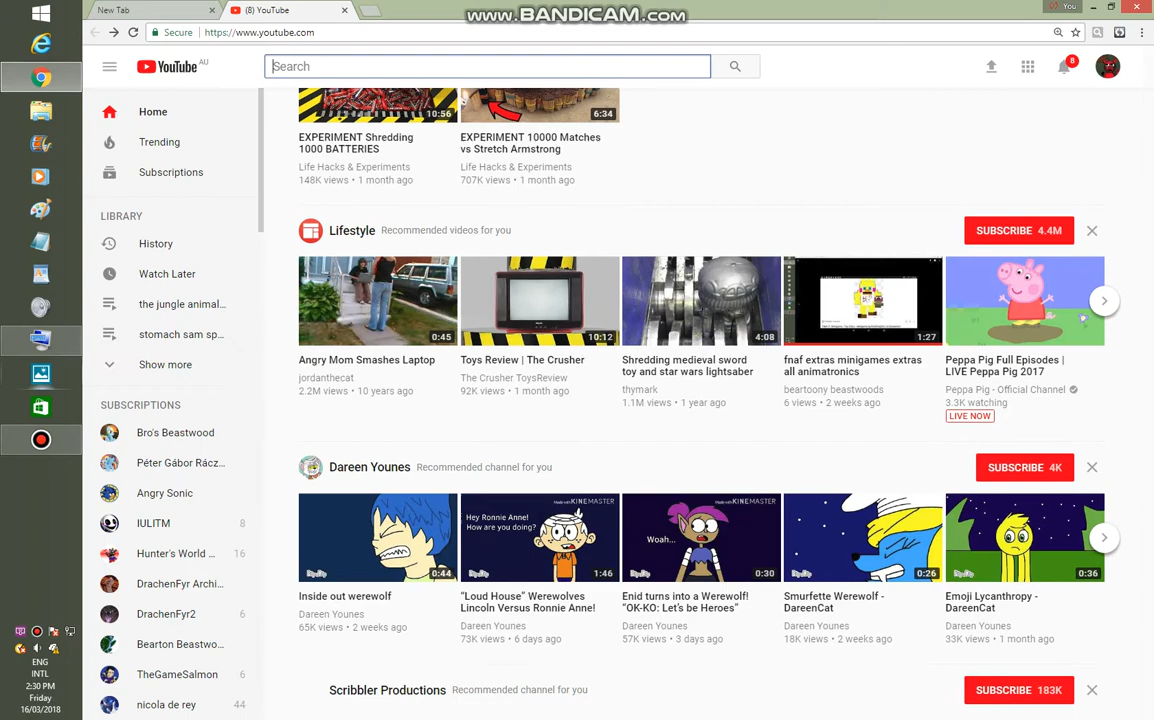 New Tab
(8) YouTube
www.BANDICAM.com
You
Secure
https://www.youtube.com
YouTube AU
Search
8
Home
Trending
Subscriptions
LIBRARY
History
Watch Later
the jungle animal...
stomach sam sp...
Show more
SUBSCRIPTIONS
Bro's Beastwood
Péter Gábor Rácz...
Angry Sonic
IULITM 8
Hunter's World ... 16
DrachenFyr Archi...
DrachenFyr2 6
Bearton Beastwo...
TheGameSalmon 6
nicola de rey 44
10:56
6:34
EXPERIMENT Shredding
1000 BATTERIES
Life Hacks & Experiments
148K views • 1 month ago
EXPERIMENT 10000 Matches
vs Stretch Armstrong
Life Hacks & Experiments
707K views • 1 month ago
Lifestyle Recommended videos for you
SUBSCRIBE 4.4M
0:45
Angry Mom Smashes Laptop
jordanthecat
2.2M views • 10 years ago
10:12
Toys Review | The Crusher
The Crusher ToysReview
92K views • 1 month ago
4:08
Shredding medieval sword
toy and star wars lightsaber
thymark
1.1M views • 1 year ago
1:27
fnaf extras minigames extras
all animatronics
beartoony beastwoods
6 views • 2 weeks ago
Peppa Pig Full Episodes |
LIVE Peppa Pig 2017
Peppa Pig - Official Channel
3.3K watching
LIVE NOW
Dareen Younes Recommended channel for you
SUBSCRIBE 4K
0:44
Inside out werewolf
Dareen Younes
65K views • 2 weeks ago
Made with KINEMASTER
Hey Ronnie Anne!
How are you doing?
1:46
"Loud House" Werewolves
Lincoln Versus Ronnie Anne!
Dareen Younes
73K views • 6 days ago
Made with KINEMASTER
Woah...
0:30
Enid turns into a Werewolf!
"OK-KO: Let's be Heroes"
Dareen Younes
57K views • 3 days ago
0:26
Smurfette Werewolf -
DareenCat
Dareen Younes
18K views • 2 weeks ago
0:36
Emoji Lycanthropy -
DareenCat
Dareen Younes
33K views • 1 month ago
Scribbler Productions Recommended channel for you
SUBSCRIBE 183K
ENG
INTL
2:30 PM
Friday
16/03/2018